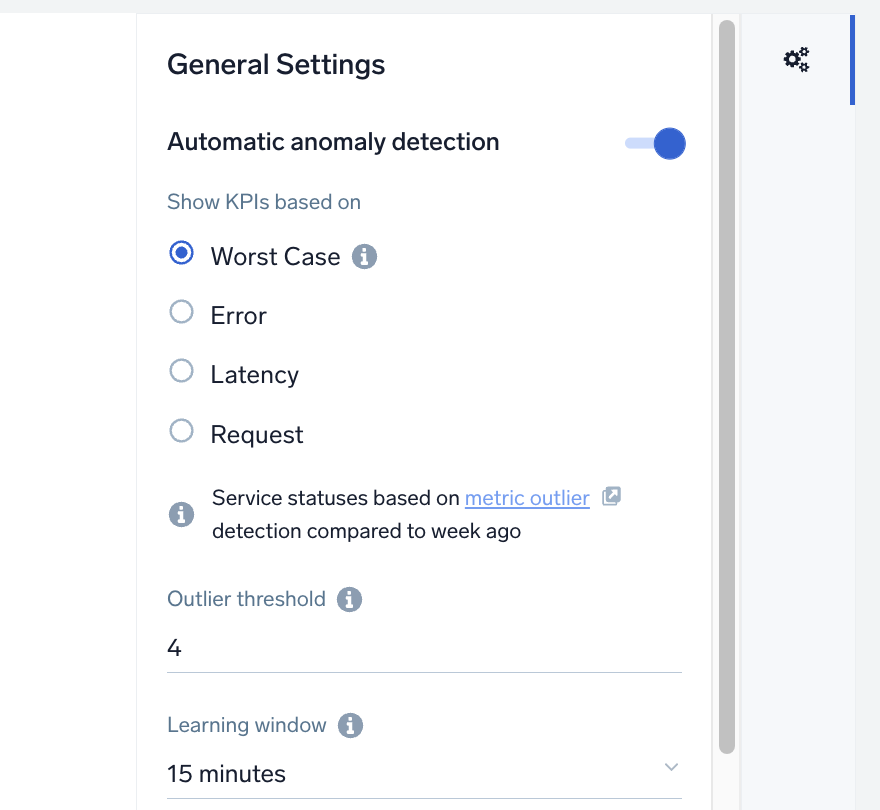 General Settings
Automatic anomaly detection
Show KPIs based on
Worst Case
Error
Latency
Request
Service statuses based on metric outlier
detection compared to week ago
Outlier threshold
4
Learning window
15 minutes